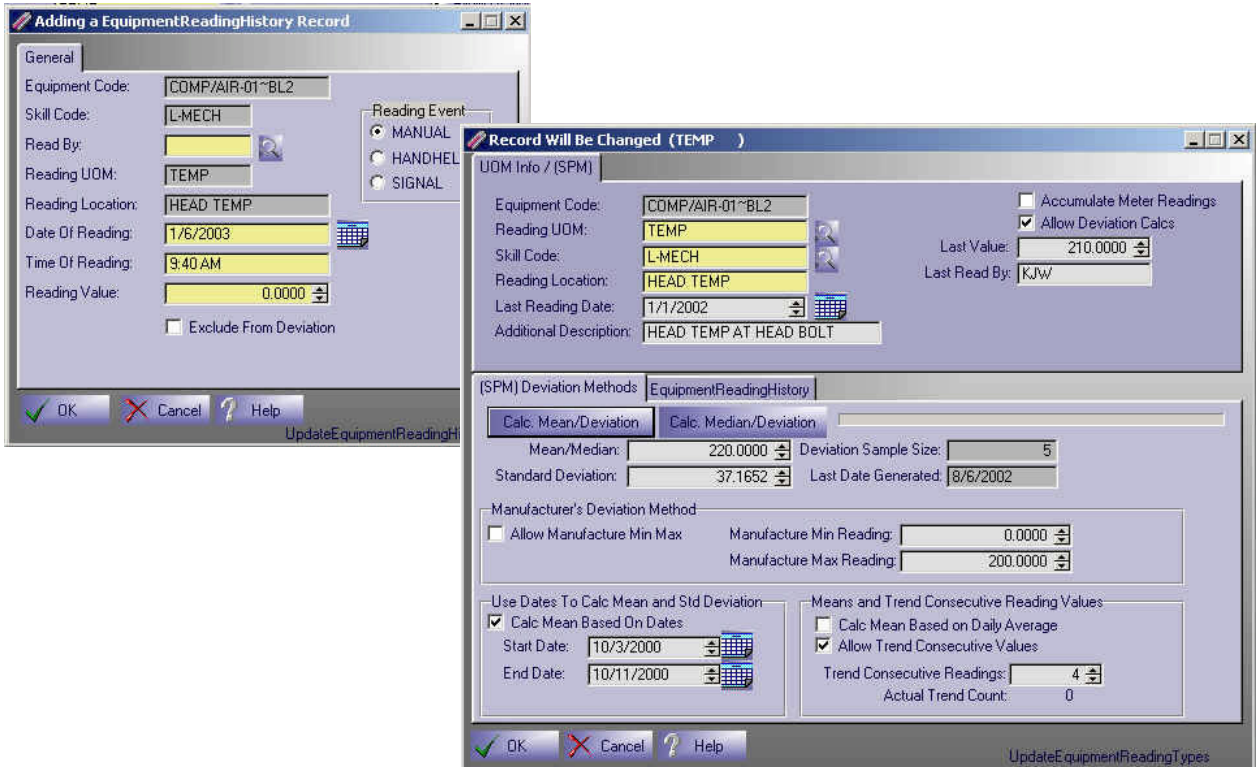 Adding a EquipmentReadingHistory Record
General
Equipment Code: COMP/AIR-01~BL2
Skill Code: L-MECH
Read By:
Reading UOM: TEMP
Reading Location: HEAD TEMP
Date Of Reading: 1/6/2003
Time Of Reading: 9:40 AM
Reading Value: 0.0000
Exclude From Deviation
Reading Event
MANUAL
HANDHEL
SIGNAL
OK Cancel Help
UpdateEquipmentReadingHi
Record Will Be Changed (TEMP )
UOM Info / (SPM)
Equipment Code: COMP/AIR-01~BL2
Reading UOM: TEMP
Skill Code: L-MECH
Reading Location: HEAD TEMP
Last Reading Date: 1/1/2002
Additional Description: HEAD TEMP AT HEAD BOLT
Accumulate Meter Readings
Allow Deviation Calcs
Last Value: 210.0000
Last Read By: KJW
(SPM) Deviation Methods EquipmentReadingHistory
Calc. Mean/Deviation Calc. Median/Deviation
Mean/Median: 220.0000 Deviation Sample Size: 5
Standard Deviation: 37.1652 Last Date Generated: 8/6/2002
Manufacturer's Deviation Method
Allow Manufacture Min Max Manufacture Min Reading: 0.0000
Manufacture Max Reading: 200.0000
Use Dates To Calc Mean and Std Deviation
Calc Mean Based On Dates
Start Date: 10/3/2000
End Date: 10/11/2000
Means and Trend Consecutive Reading Values
Calc Mean Based on Daily Average
Allow Trend Consecutive Values
Trend Consecutive Readings: 4
Actual Trend Count: 0
OK Cancel Help
UpdateEquipmentReadingTypes